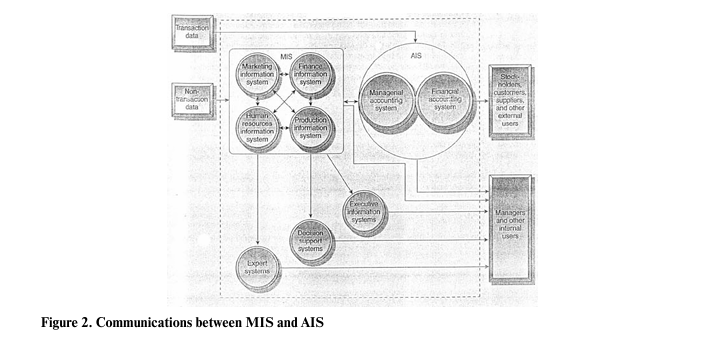 Transaction
data
Non-
transaction
data
MIS
Marketing
information
system
Finance
information
system
Human
resources
information
system
Production
information
system
AIS
Managerial
accounting
system
Financial
accounting
system
Stock-
holders,
customers,
suppliers,
and other
external
users
Executive
information
systems
Decision
support
systems
Expert
systems
Managers
and other
internal
users
Figure 2. Communications between MIS and AIS